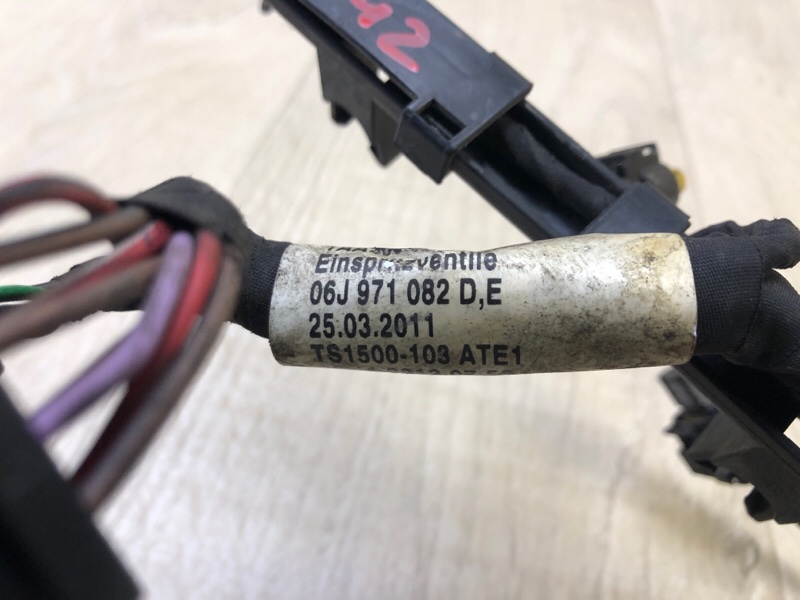 42
Einspritzventile
06J 971 082 D,E
25.03.2011
TS1500-103 ATE1